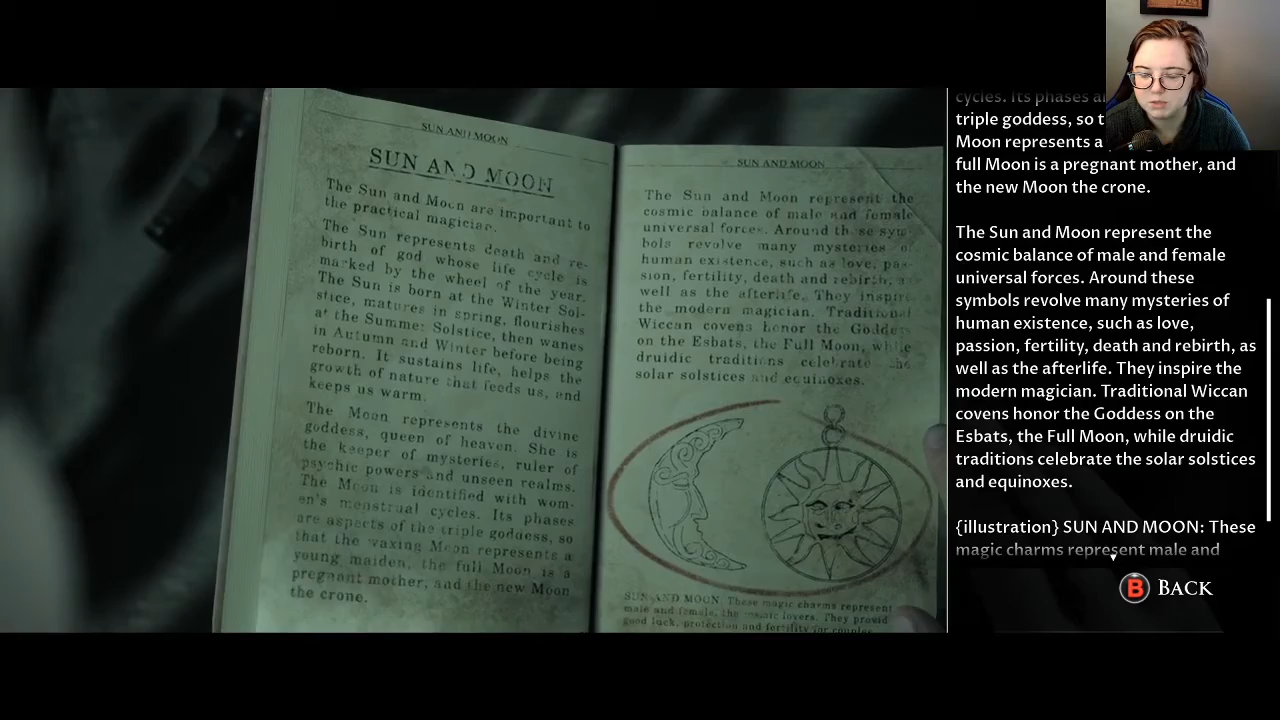 SUN AND MOON
SUN AND MOON
The Sun and Moon are important to
the practical magician.
The Sun represents death and re-
birth of god whose life cycle is
marked by the wheel of the year.
The Sun is born at the Winter Sol-
stice, matures in spring, flourishes
at the Summer Solstice, then wanes
in Autumn and Winter before being
reborn. It sustains life, helps the
growth of nature that feeds us, and
keeps us warm.
The Moon represents the divine
goddess, queen of heaven. She is
the keeper of mysteries, ruler of
psychic powers and unseen realms.
The Moon is identified with wom-
en's menstrual cycles. Its phases
are aspects of the triple goddess, so
that the waxing Moon represents a
young maiden, the full Moon is a
pregnant mother, and the new Moon
the crone.
SUN AND MOON
The Sun and Moon represent the
cosmic balance of male and female
universal forces. Around these sym-
bols revolve many mysteries of
human existence, such as love, pas-
sion, fertility, death and rebirth, as
well as the afterlife. They inspire
the modern magician. Traditional
Wiccan covens honor the Goddess
on the Esbats, the Full Moon, while
druidic traditions celebrate the
solar solstices and equinoxes.
SUN AND MOON These magic charms represent
male and female, the cosmic lovers. They provid
good luck, protection and fertility for couples
cycles. Its phases
triple goddess, so
Moon represents a
full Moon is a pregnant mother, and
the new Moon the crone.
The Sun and Moon represent the
cosmic balance of male and female
universal forces. Around these
symbols revolve many mysteries of
human existence, such as love,
passion, fertility, death and rebirth, as
well as the afterlife. They inspire the
modern magician. Traditional Wiccan
covens honor the Goddess on the
Esbats, the Full Moon, while druidic
traditions celebrate the solar solstices
and equinoxes.
{illustration} SUN AND MOON: These
magic charms represent male and
B BACK